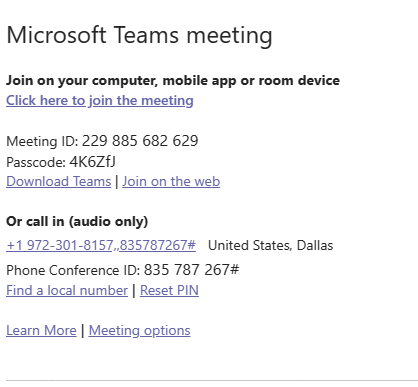 Microsoft Teams meeting
Join on your computer, mobile app or room device
Click here to join the meeting
Meeting ID: 229 885 682 629
Passcode: 4K6ZfJ
Download Teams | Join on the web
Or call in (audio only)
+1 972-301-8157,,835787267# United States, Dallas
Phone Conference ID: 835 787 267#
Find a local number | Reset PIN
Learn More | Meeting options